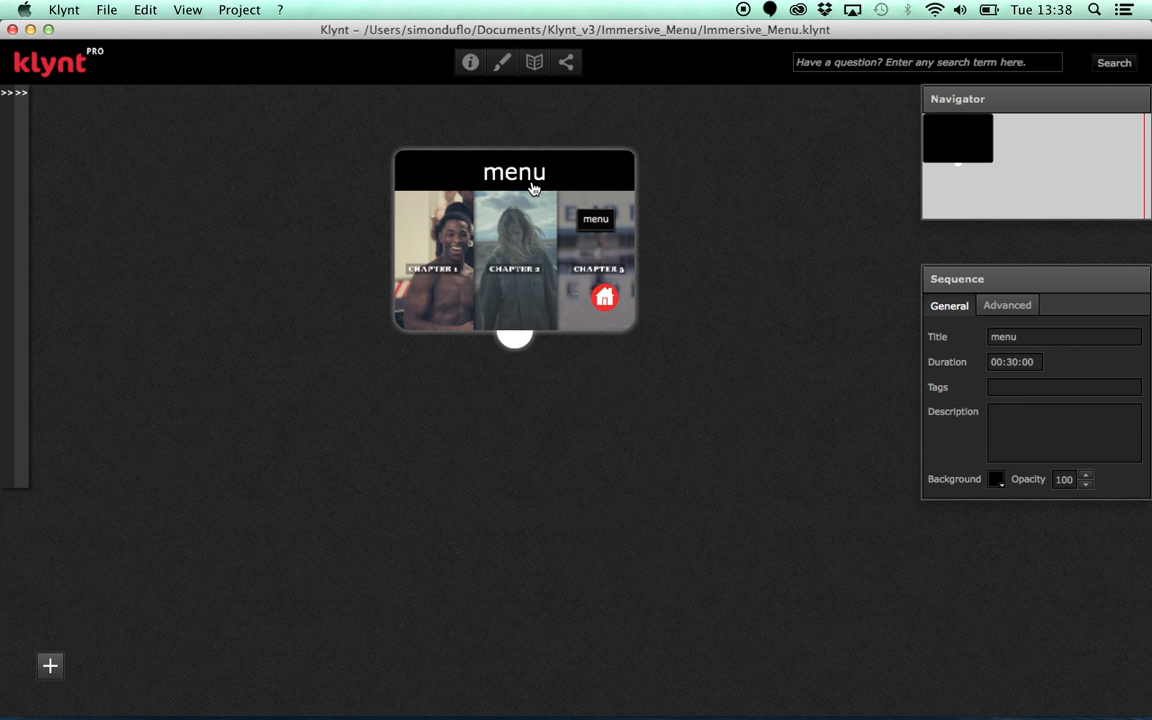 Klynt File Edit View Project ? Tue 13:38
Klynt – /Users/simonduflo/Documents/Klynt_v3/Immersive_Menu/Immersive_Menu.klynt
klynt PRO
Have a question? Enter any search term here.
Search
>>>>
Navigator
menu
menu
CHAPTER 1
CHAPTER 2
CHAPTER 3
Sequence
General Advanced
Title menu
Duration 00:30:00
Tags
Description
Background Opacity 100